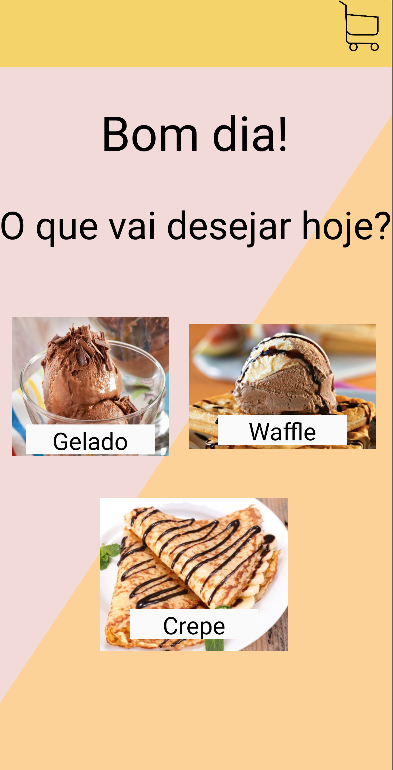 Bom dia!
O que vai desejar hoje?
Gelado
Waffle
Crepe